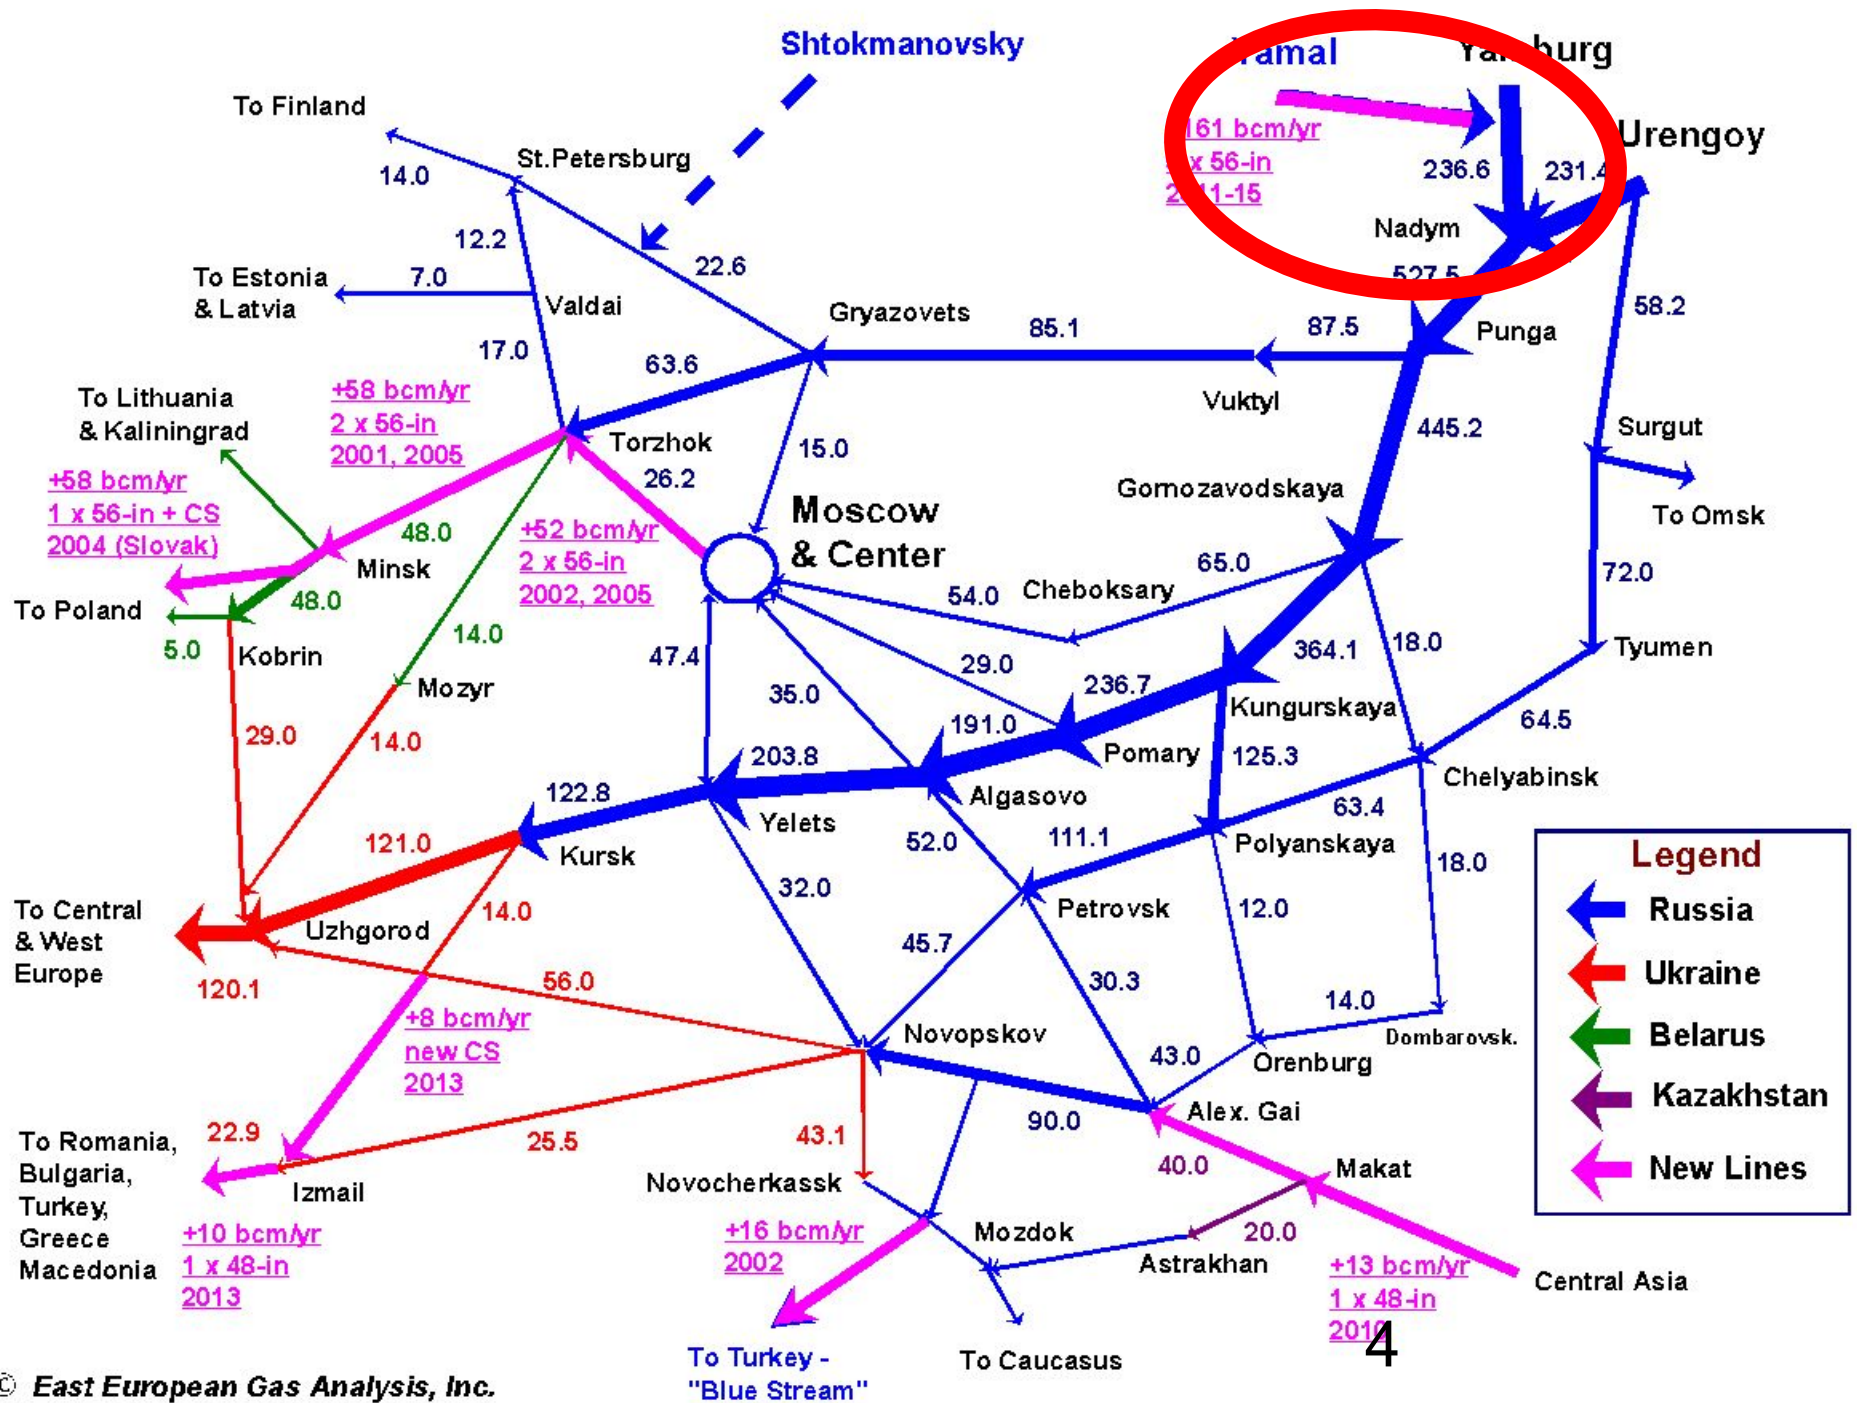 Shtokmanovsky
Yamal
Yamburg
Urengoy
161 bcm/yr
x 56-in
2011-15
236.6
231.4
Nadym
527.5
58.2
To Finland
14.0
St.Petersburg
12.2
22.6
To Estonia
& Latvia
7.0
Valdai
17.0
Gryazovets
85.1
87.5
Punga
Vuktyl
63.6
445.2
To Lithuania
& Kaliningrad
+58 bcm/yr
2 x 56-in
2001, 2005
Torzhok
26.2
15.0
Surgut
To Omsk
+58 bcm/yr
1 x 56-in + CS
2004 (Slovak)
48.0
Minsk
+52 bcm/yr
2 x 56-in
2002, 2005
Moscow
& Center
Gornozavodskaya
65.0
Cheboksary
54.0
72.0
To Poland
5.0
48.0
Kobrin
14.0
Mozyr
47.4
35.0
29.0
364.1
18.0
Tyumen
236.7
Kungurskaya
64.5
191.0
Pomary
125.3
Chelyabinsk
29.0
14.0
203.8
Algasovo
63.4
122.8
Yelets
52.0
111.1
Polyanskaya
18.0
121.0
Kursk
32.0
Petrovsk
12.0
To Central
& West
Europe
Uzhgorod
14.0
45.7
30.3
120.1
56.0
14.0
Dombarovsk.
+8 bcm/yr
new CS
2013
Novopskov
43.0
Orenburg
90.0
Alex. Gai
To Romania,
Bulgaria,
Turkey,
Greece
Macedonia
22.9
Izmail
25.5
43.1
Novocherkassk
40.0
Makat
+10 bcm/yr
1 x 48-in
2013
+16 bcm/yr
2002
Mozdok
20.0
Astrakhan
+13 bcm/yr
1 x 48-in
2010
Central Asia
4
To Turkey -
"Blue Stream"
To Caucasus
Legend
Russia
Ukraine
Belarus
Kazakhstan
New Lines
© East European Gas Analysis, Inc.